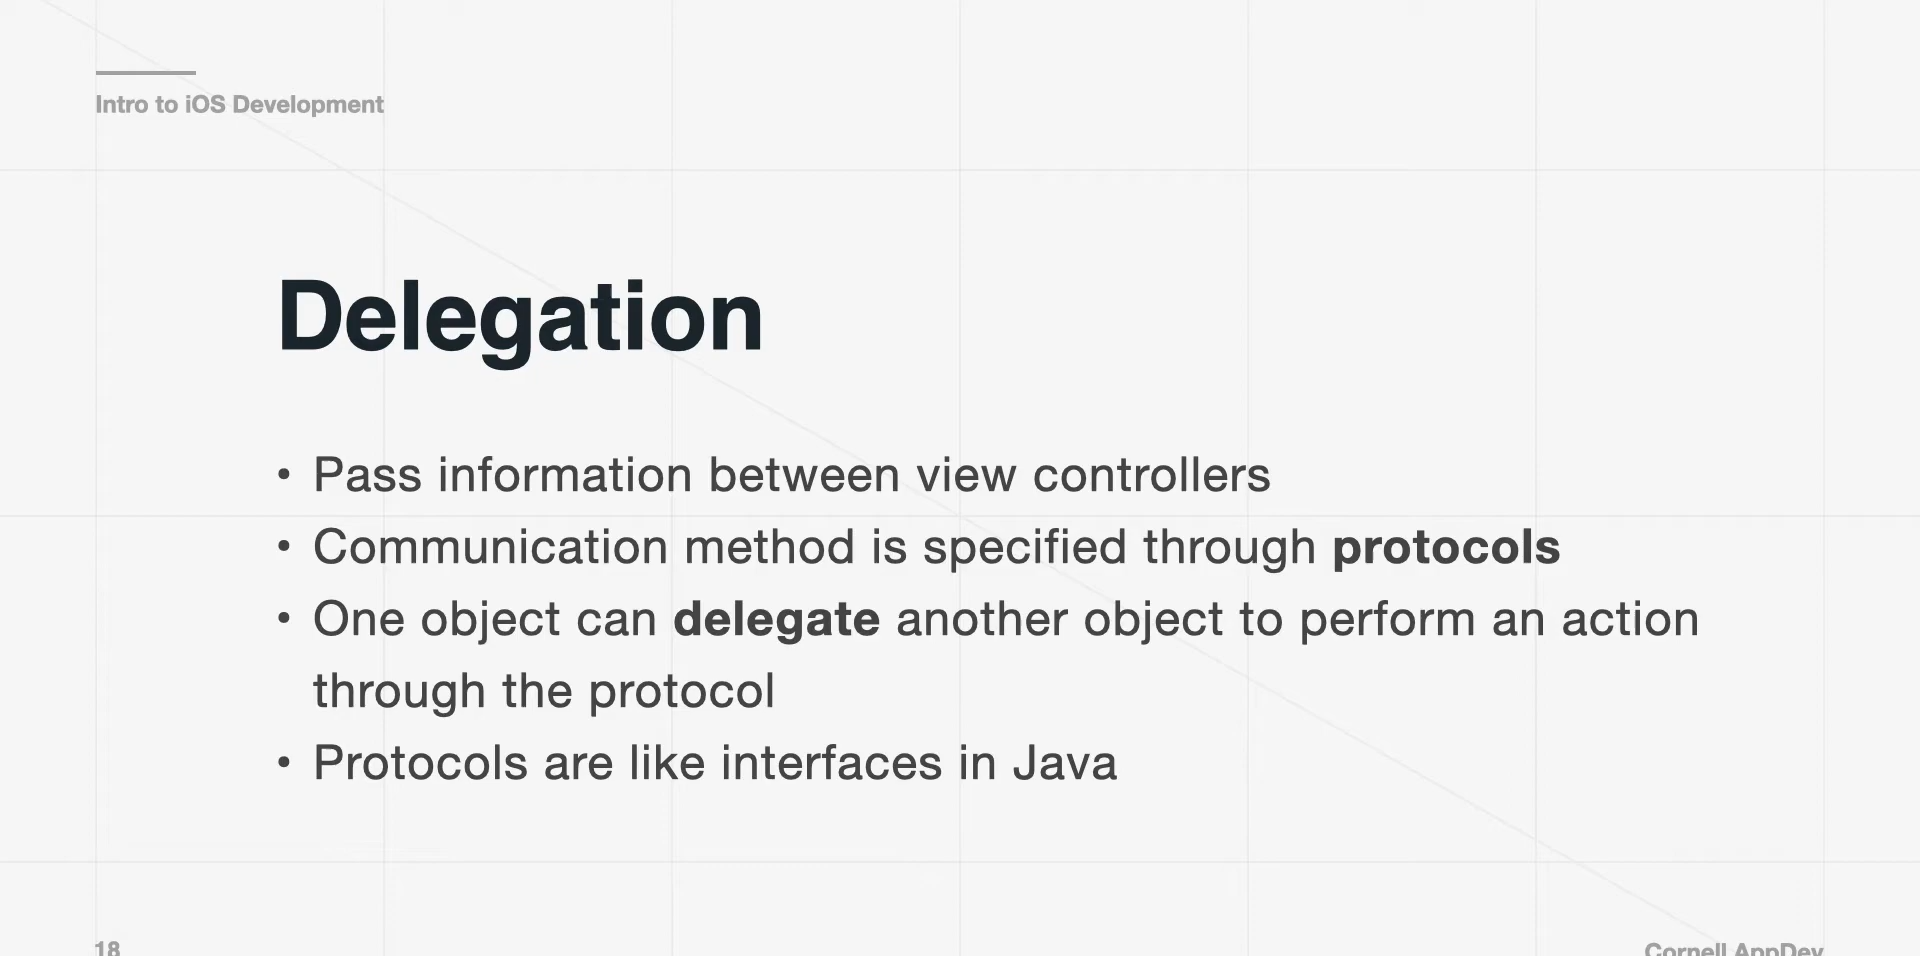 Intro to iOS Development
Delegation
• Pass information between view controllers
• Communication method is specified through protocols
• One object can delegate another object to perform an action
through the protocol
• Protocols are like interfaces in Java
18
Cornell AppDev